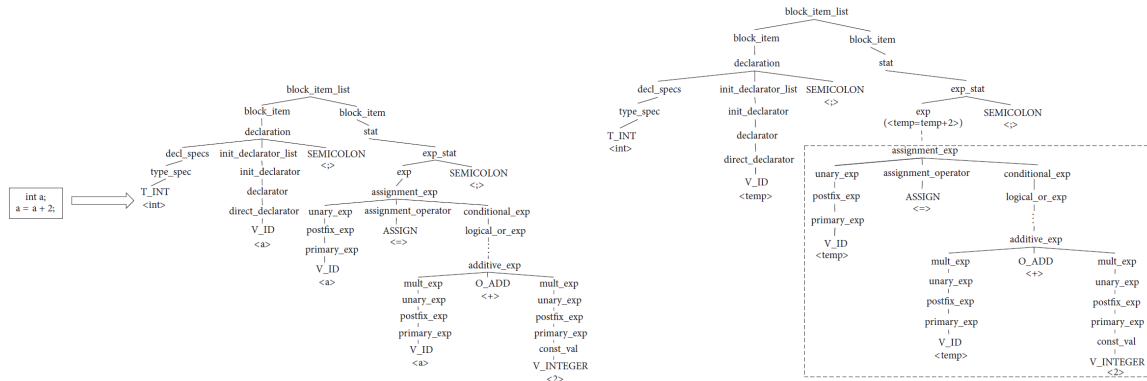 int a;
a = a + 2;
block_item_list
block_item
block_item
declaration
stat
decl_specs
init_declarator_list
SEMICOLON
<;>
exp_stat
type_spec
init_declarator
exp
SEMICOLON
<;>
T_INT
<int>
declarator
assignment_exp
direct_declarator
unary_exp
assignment_operator
conditional_exp
V_ID
<a>
postfix_exp
ASSIGN
<=>
logical_or_exp
primary_exp
V_ID
<a>
additive_exp
mult_exp
O_ADD
<+>
mult_exp
unary_exp
unary_exp
postfix_exp
postfix_exp
primary_exp
primary_exp
V_ID
<a>
const_val
V_INTEGER
<2>
block_item_list
block_item
block_item
declaration
stat
decl_specs
init_declarator_list
SEMICOLON
<;>
exp_stat
type_spec
init_declarator
exp
(<temp=temp+2>)
SEMICOLON
<;>
T_INT
<int>
declarator
direct_declarator
V_ID
<temp>
assignment_exp
unary_exp
assignment_operator
conditional_exp
postfix_exp
ASSIGN
<=>
logical_or_exp
primary_exp
V_ID
<temp>
additive_exp
mult_exp
O_ADD
<+>
mult_exp
unary_exp
unary_exp
postfix_exp
postfix_exp
primary_exp
primary_exp
V_ID
<temp>
const_val
V_INTEGER
<2>